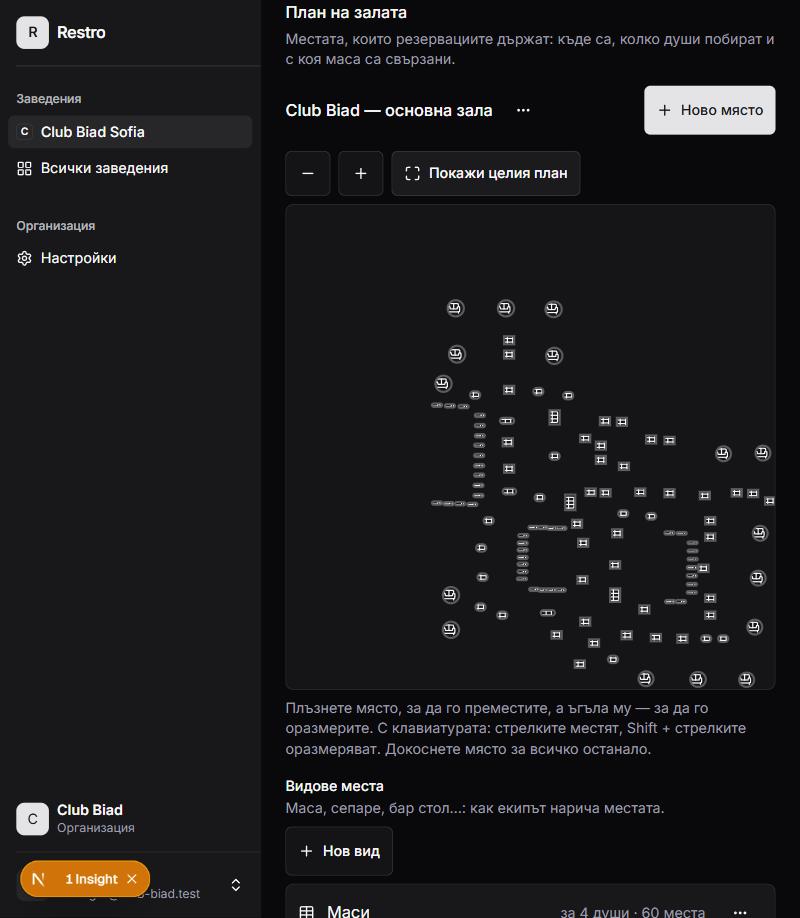 R Restro
Заведения
C Club Biad Sofia
Всички заведения
Организация
Настройки
C Club Biad
Организация
N 1 Insight ×
b-biad.test
План на залата
Местата, които резервациите държат: къде са, колко души побират и
с коя маса са свързани.
Club Biad — основна зала ···
+ Ново място
− + Покажи целия план
Плъзнете място, за да го преместите, а ъгъла му — за да го
оразмерите. С клавиатурата: стрелките местят, Shift + стрелките
оразмеряват. Докоснете място за всичко останало.
Видове места
Маса, сепаре, бар стол...: как екипът нарича местата.
+ Нов вид
Маси за 4 души · 60 места ···